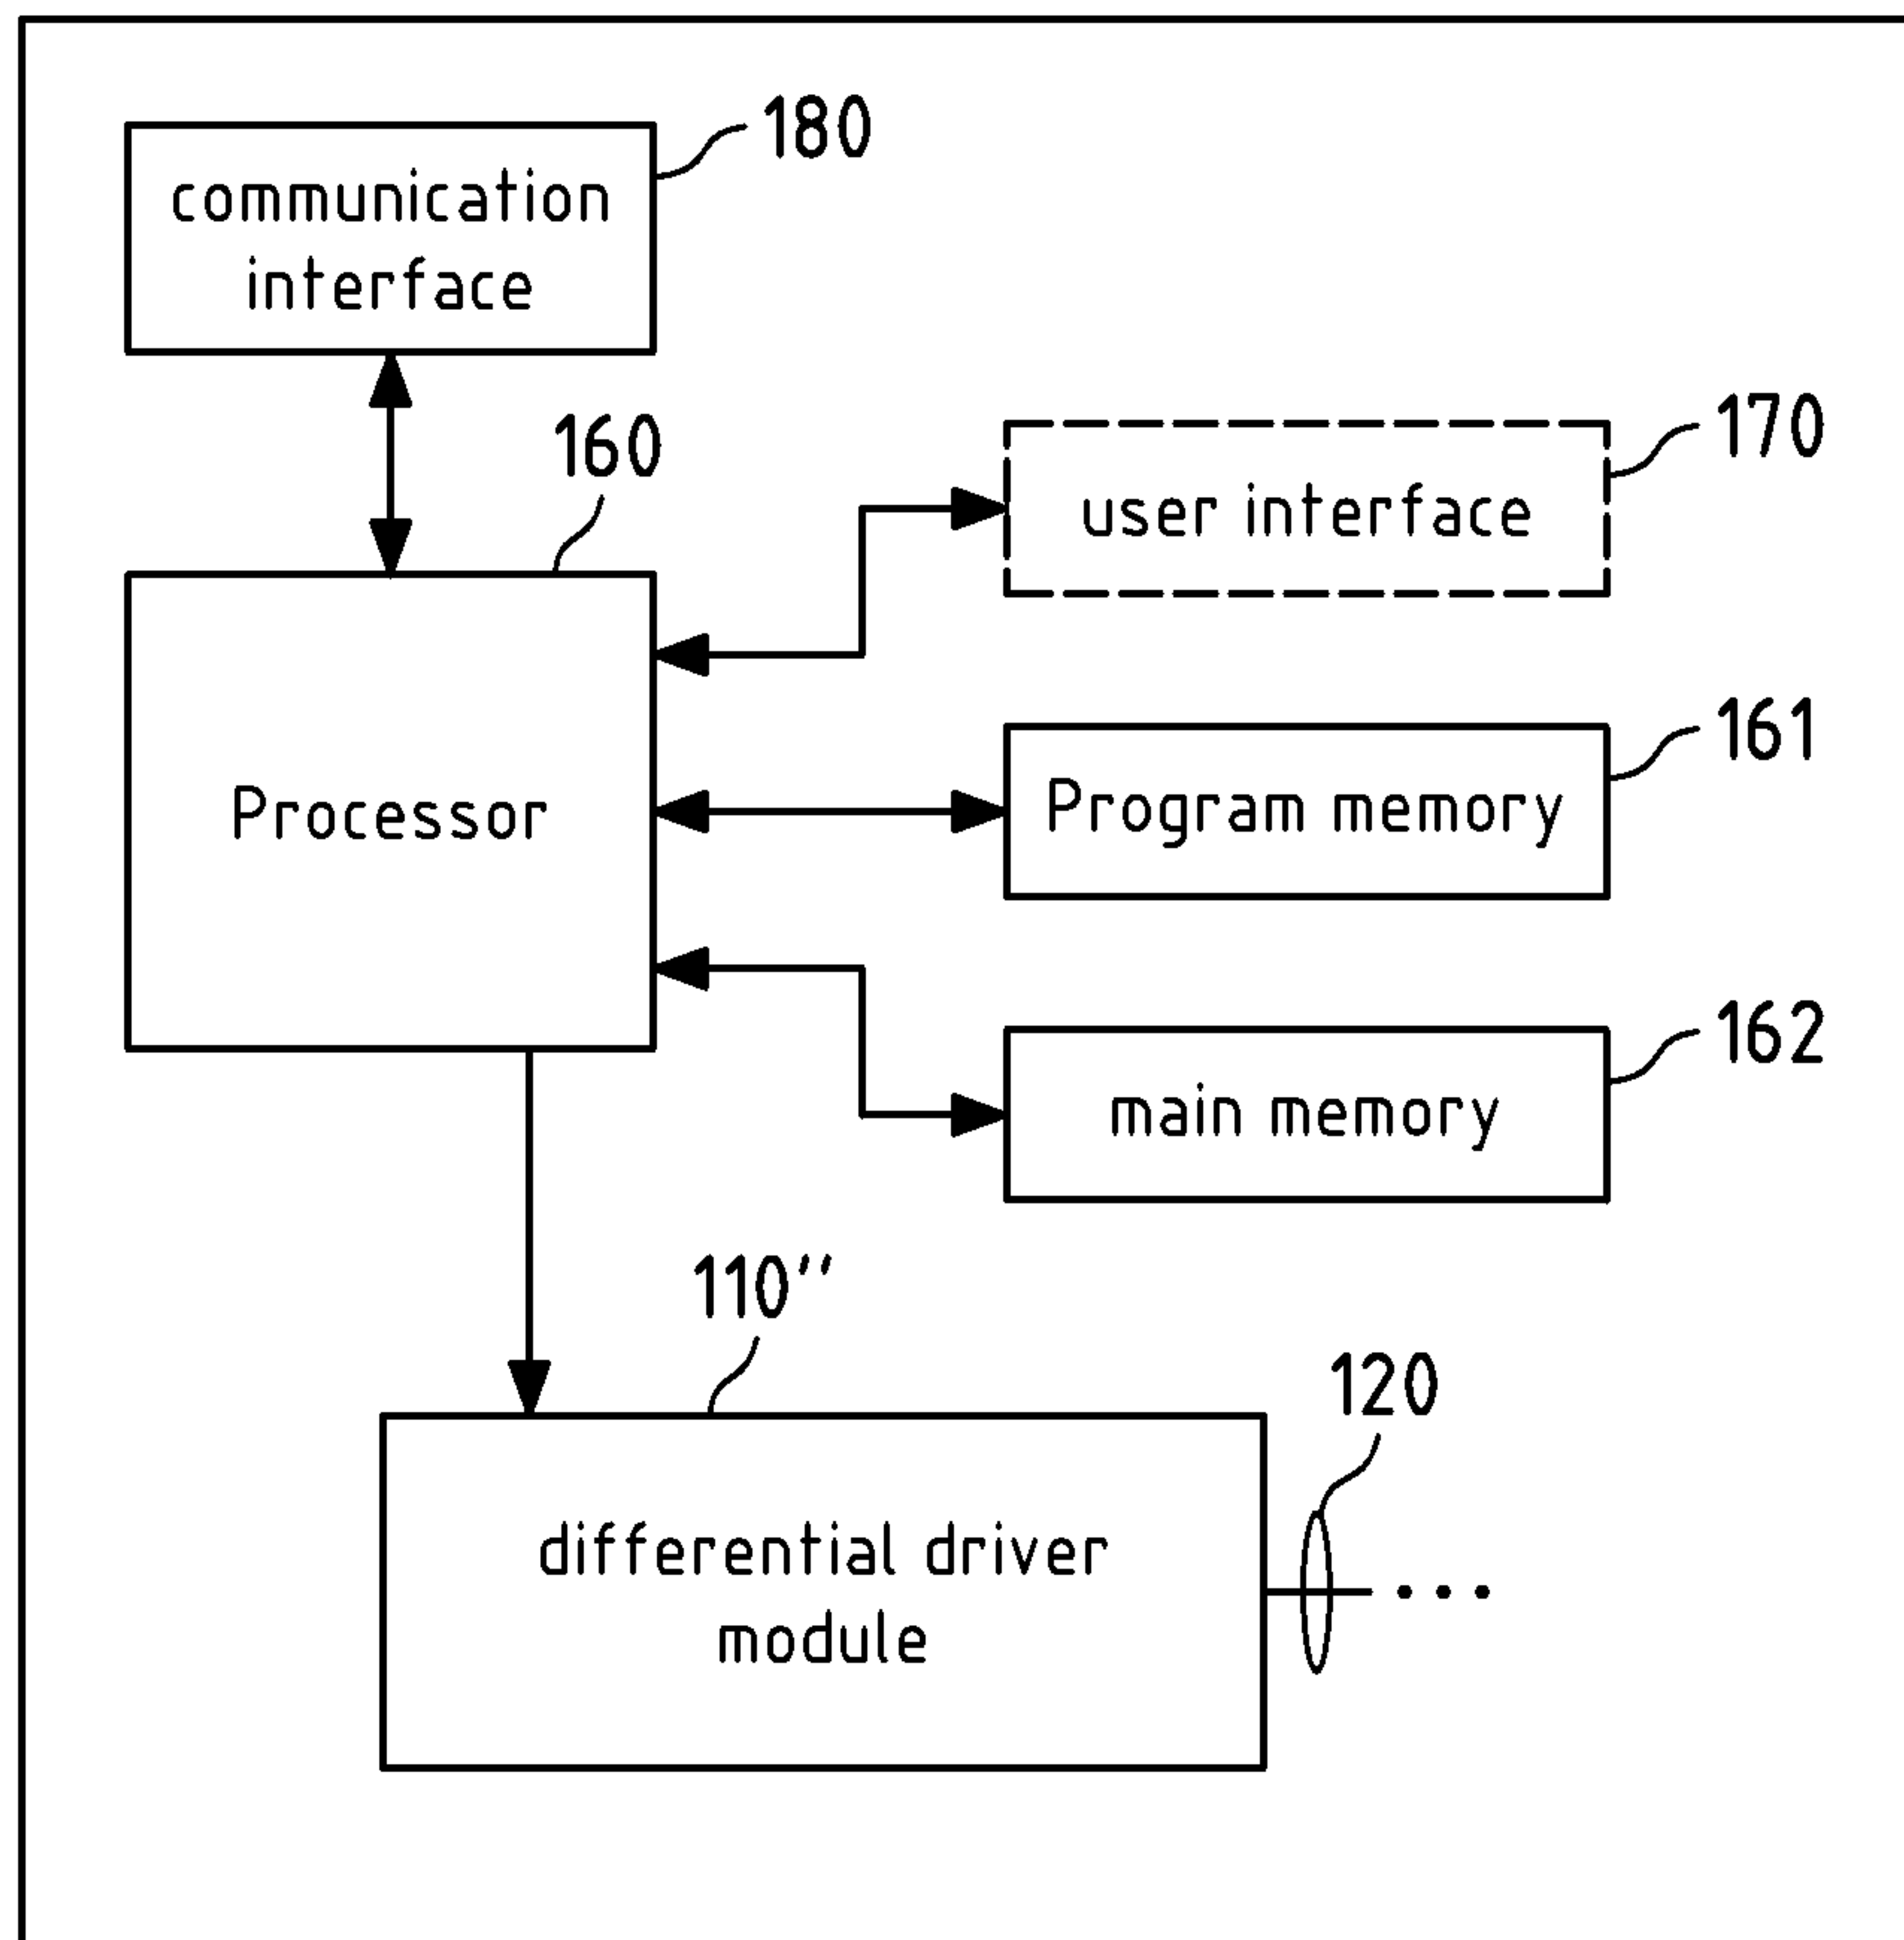 180
communication
interface
160
170
user interface
161
Processor
Program memory
162
main memory
110''
120
differential driver
module